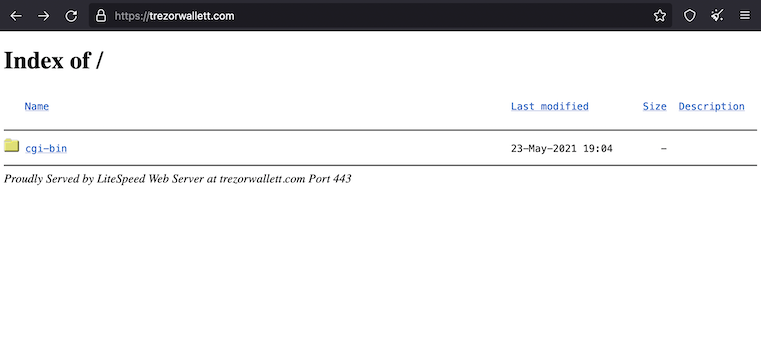 https://trezorwallett.com
Index of /
Name Last modified Size Description
cgi-bin 23-May-2021 19:04 -
Proudly Served by LiteSpeed Web Server at trezorwallett.com Port 443